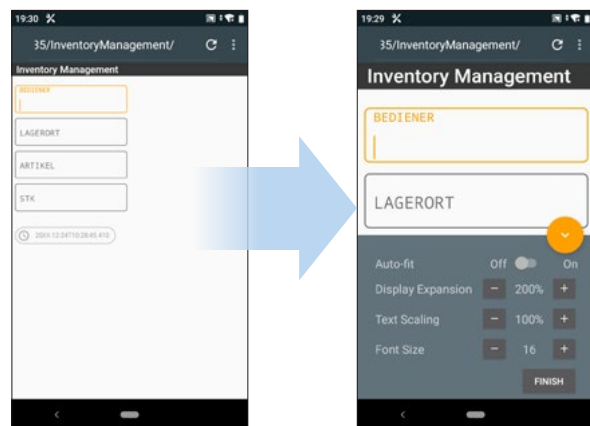 19:30
35/InventoryManagement/
Inventory Management
BEDIENER
LAGERORT
ARTIKEL
STK
19:29
35/InventoryManagement/
Inventory Management
BEDIENER
LAGERORT
Auto-fit Off On
Display Expansion - 200% +
Text Scaling - 100% +
Font Size - 16 +
FINISH